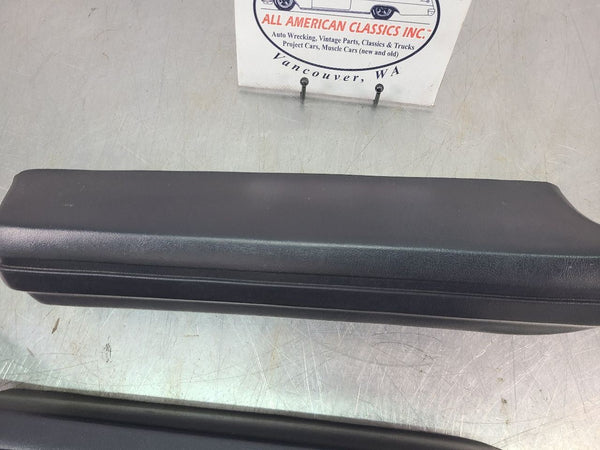 ALL AMERICAN CLASSICS INC.™
Auto Wrecking, Vintage Parts, Classics & Trucks
Project Cars, Muscle Cars (new and old)
Vancouver, WA